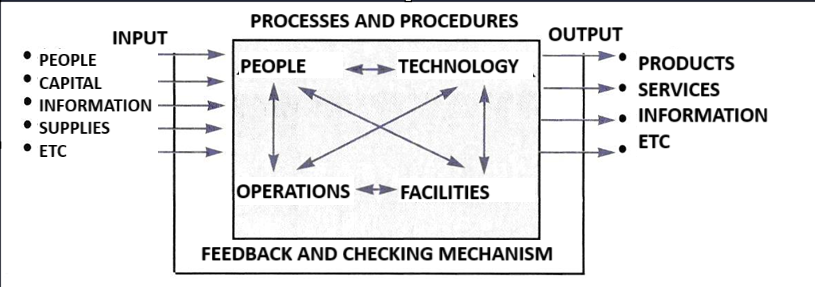 PROCESSES AND PROCEDURES
INPUT
OUTPUT
• PEOPLE
• CAPITAL
• INFORMATION
• SUPPLIES
• ETC
PEOPLE
TECHNOLOGY
OPERATIONS
FACILITIES
• PRODUCTS
• SERVICES
• INFORMATION
• ETC
FEEDBACK AND CHECKING MECHANISM